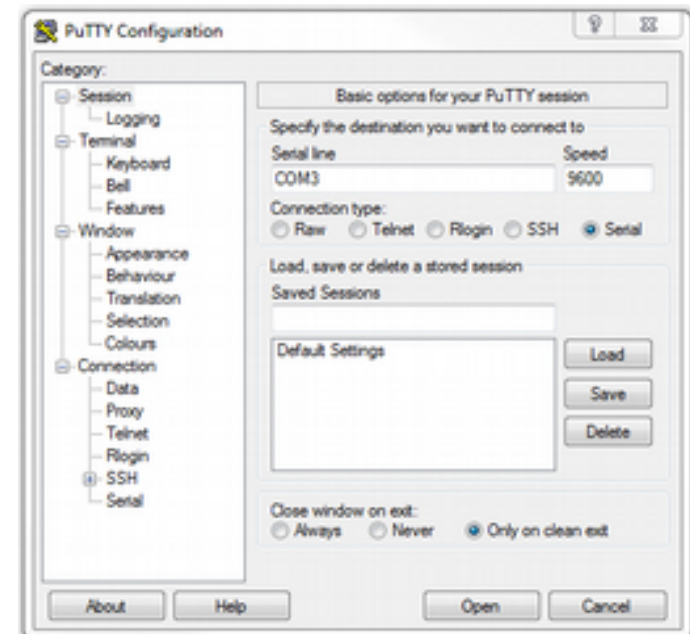 PuTTY Configuration
Category:
Session
Logging
Terminal
Keyboard
Bell
Features
Window
Appearance
Behaviour
Translation
Selection
Colours
Connection
Data
Proxy
Telnet
Rlogin
SSH
Serial
Basic options for your PuTTY session
Specify the destination you want to connect to
Serial line Speed
COM3 9600
Connection type:
Raw Telnet Rlogin SSH Serial
Load, save or delete a stored session
Saved Sessions
Default Settings
Load
Save
Delete
Close window on exit:
Always Never Only on clean exit
About Help Open Cancel